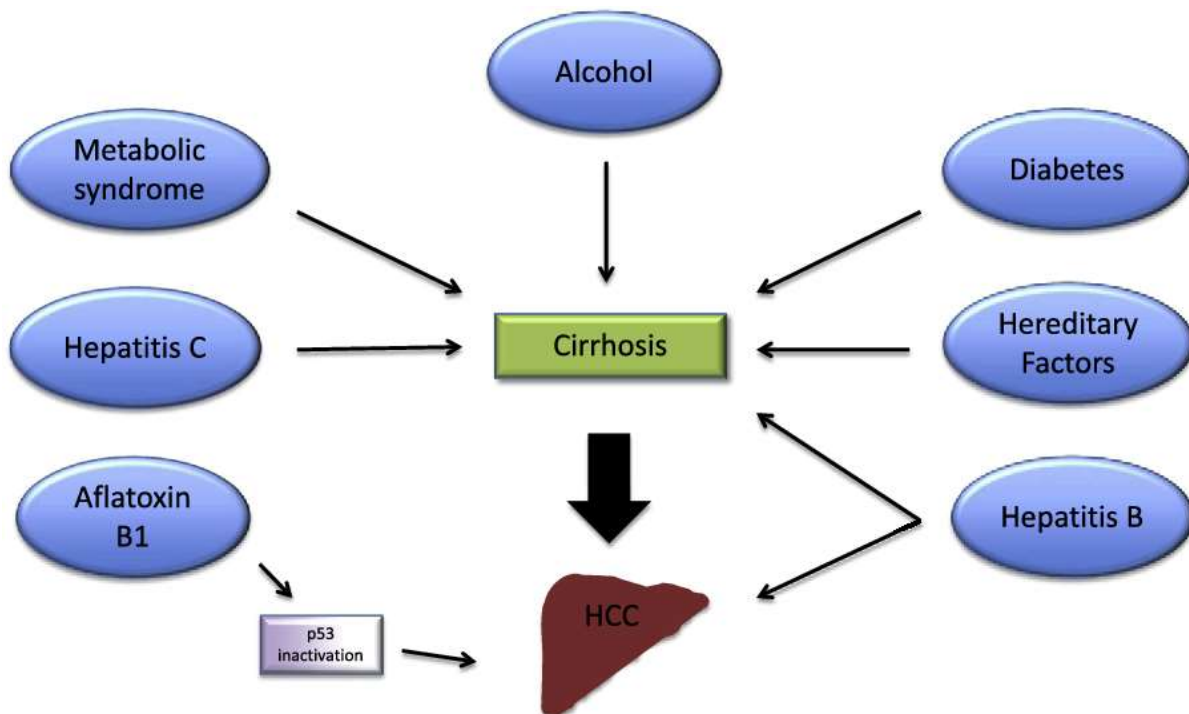 Alcohol
Metabolic
syndrome
Diabetes
Hepatitis C
Cirrhosis
Hereditary
Factors
Aflatoxin
B1
Hepatitis B
HCC
p53
inactivation